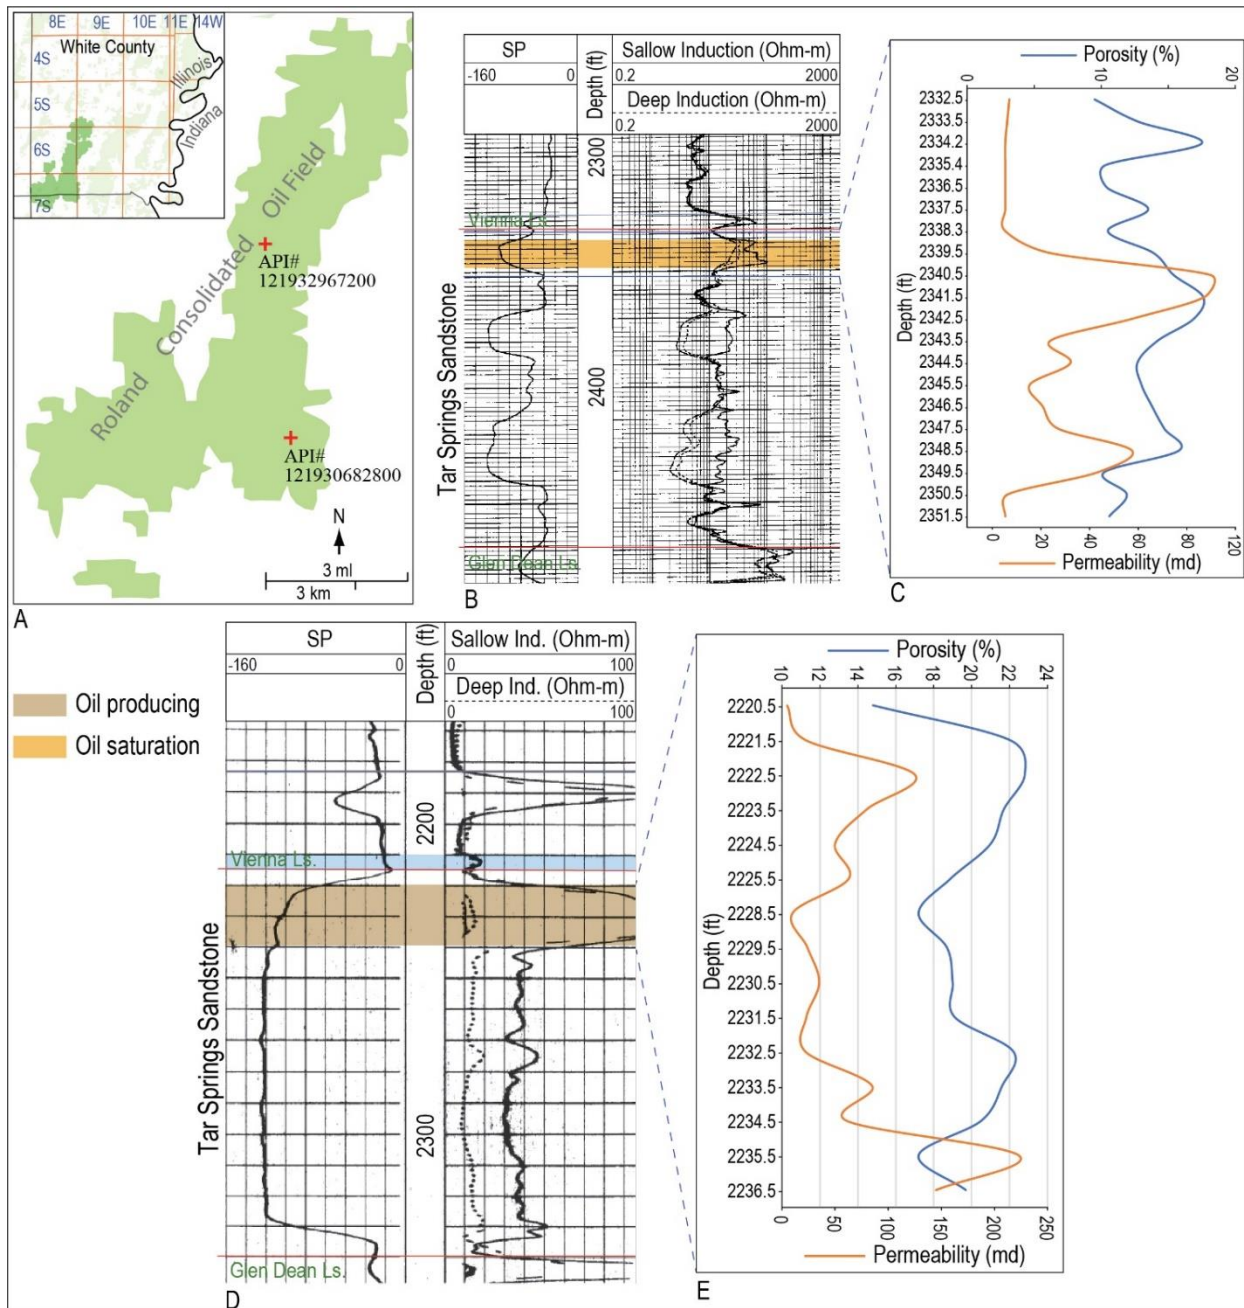 8E 9E 10E 11E 14W
White County
4S
5S
6S
7S
Illinois
Indiana
Roland Consolidated Oil Field
API#
121932967200
API#
121930682800
N
3 ml
3 km
A
SP
-160 0
Depth (ft)
Sallow Induction (Ohm-m)
0.2 2000
Deep Induction (Ohm-m)
0.2 2000
2300
2400
Vienna Ls.
Tar Springs Sandstone
Glen Dean Ls.
B
Porosity (%)
0 10 20
Depth (ft)
2332.5
2333.5
2334.2
2335.4
2336.5
2337.5
2338.3
2339.5
2340.5
2341.5
2342.5
2343.5
2344.5
2345.5
2346.5
2347.5
2348.5
2349.5
2350.5
2351.5
0 20 40 60 80 100 120
Permeability (md)
C
Oil producing
Oil saturation
SP
-160 0
Depth (ft)
Sallow Ind. (Ohm-m)
0 100
Deep Ind. (Ohm-m)
0 100
2200
2300
Vienna Ls.
Tar Springs Sandstone
Glen Dean Ls.
D
Porosity (%)
10 12 14 16 18 20 22 24
Depth (ft)
2220.5
2221.5
2222.5
2223.5
2224.5
2225.5
2228.5
2229.5
2230.5
2231.5
2232.5
2233.5
2234.5
2235.5
2236.5
0 50 100 150 200 250
Permeability (md)
E